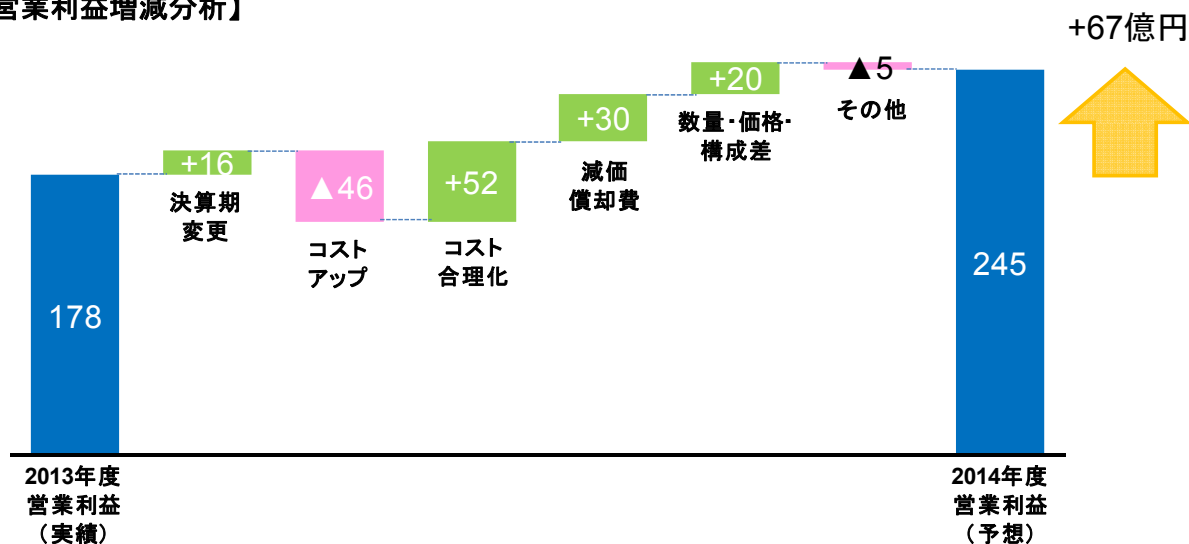 営業利益増減分析】
+67億円
178
+16
決算期
変更
▲46
コスト
アップ
+52
コスト
合理化
+30
減価
償却費
+20
数量・価格・
構成差
▲5
その他
245
2013年度
営業利益
（実績）
2014年度
営業利益
（予想）